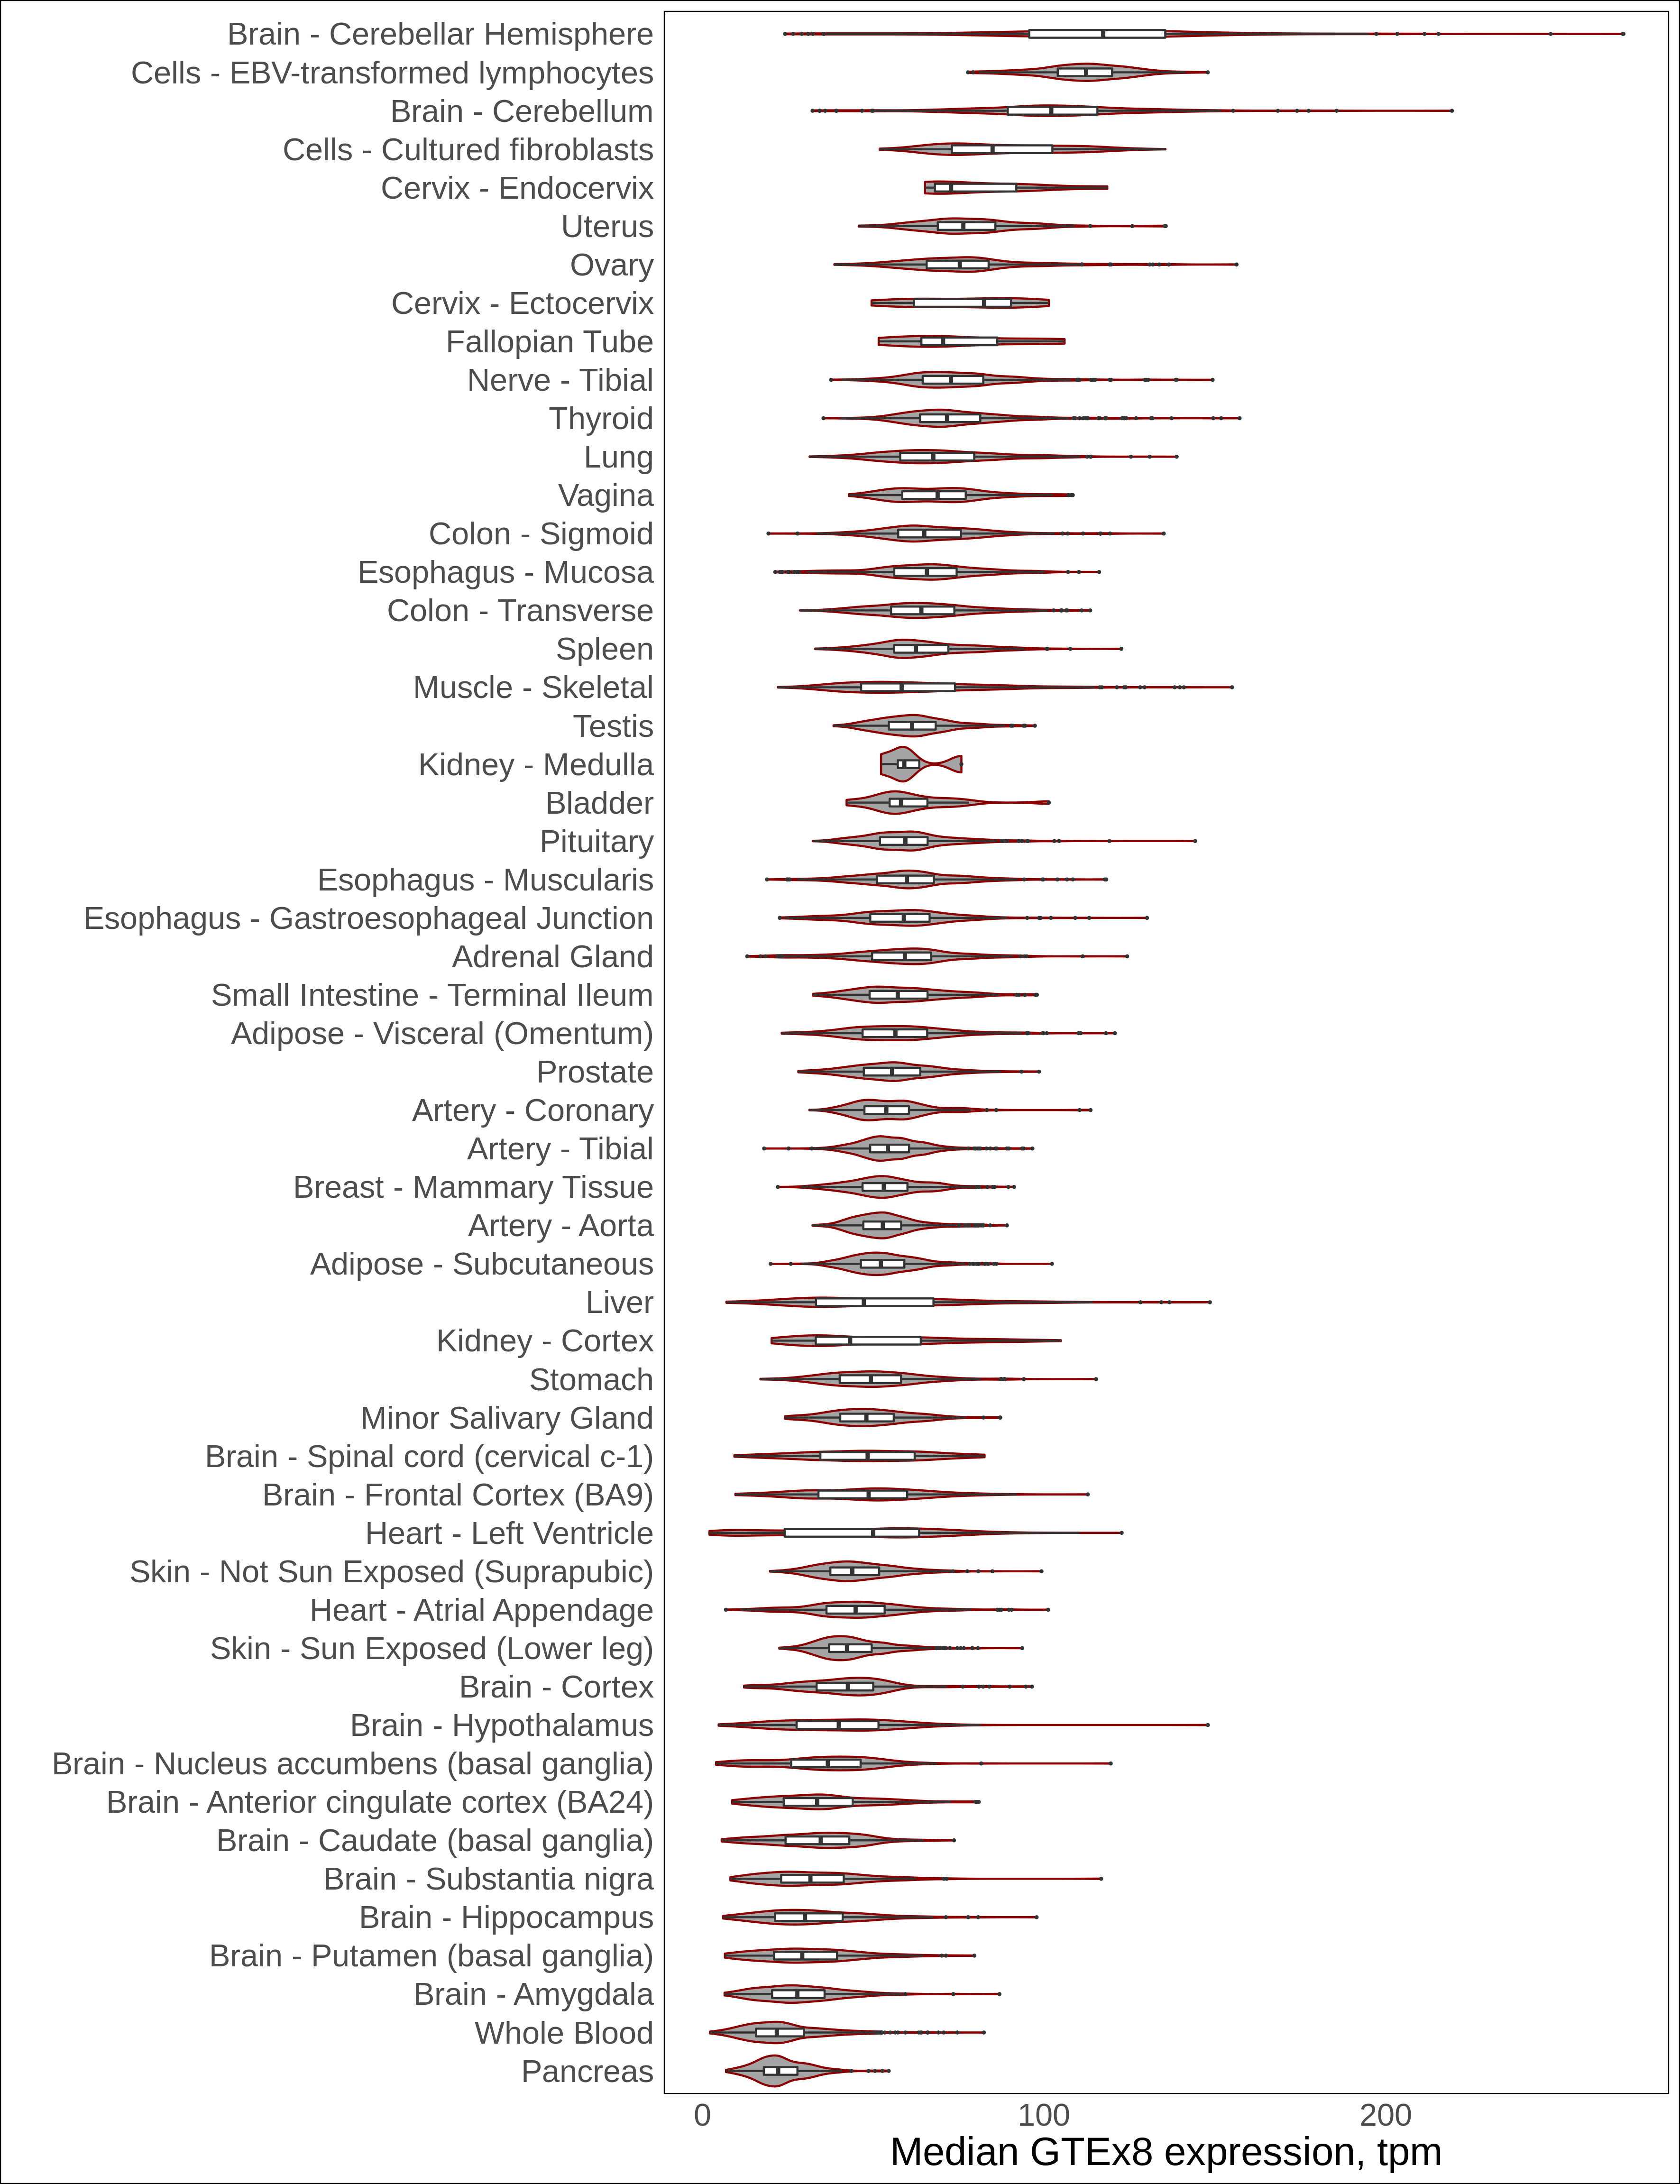 Brain - Cerebellar Hemisphere
Cells - EBV-transformed lymphocytes
Brain - Cerebellum
Cells - Cultured fibroblasts
Cervix - Endocervix
Uterus
Ovary
Cervix - Ectocervix
Fallopian Tube
Nerve - Tibial
Thyroid
Lung
Vagina
Colon - Sigmoid
Esophagus - Mucosa
Colon - Transverse
Spleen
Muscle - Skeletal
Testis
Kidney - Medulla
Bladder
Pituitary
Esophagus - Muscularis
Esophagus - Gastroesophageal Junction
Adrenal Gland
Small Intestine - Terminal Ileum
Adipose - Visceral (Omentum)
Prostate
Artery - Coronary
Artery - Tibial
Breast - Mammary Tissue
Artery - Aorta
Adipose - Subcutaneous
Liver
Kidney - Cortex
Stomach
Minor Salivary Gland
Brain - Spinal cord (cervical c-1)
Brain - Frontal Cortex (BA9)
Heart - Left Ventricle
Skin - Not Sun Exposed (Suprapubic)
Heart - Atrial Appendage
Skin - Sun Exposed (Lower leg)
Brain - Cortex
Brain - Hypothalamus
Brain - Nucleus accumbens (basal ganglia)
Brain - Anterior cingulate cortex (BA24)
Brain - Caudate (basal ganglia)
Brain - Substantia nigra
Brain - Hippocampus
Brain - Putamen (basal ganglia)
Brain - Amygdala
Whole Blood
Pancreas
0 100 200
Median GTEx8 expression, tpm